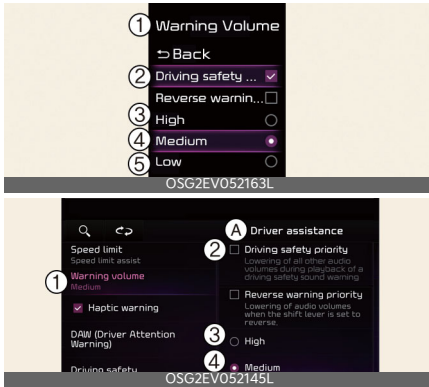 ① Warning Volume
Back
② Driving safety ...
Reverse warnin...
③ High
④ Medium
⑤ Low
OSG2EV052163L
Ⓐ Driver assistance
Speed limit
Speed limit assist
① Warning volume
Medium
Haptic warning
DAW (Driver Attention
Warning)
Driving safety
② Driving safety priority
Lowering of all other audio
volumes during playback of a
driving safety sound warning
Reverse warning priority
Lowering of audio volumes
when the shift lever is set to
reverse.
③ High
④ Medium
OSG2EV052145L